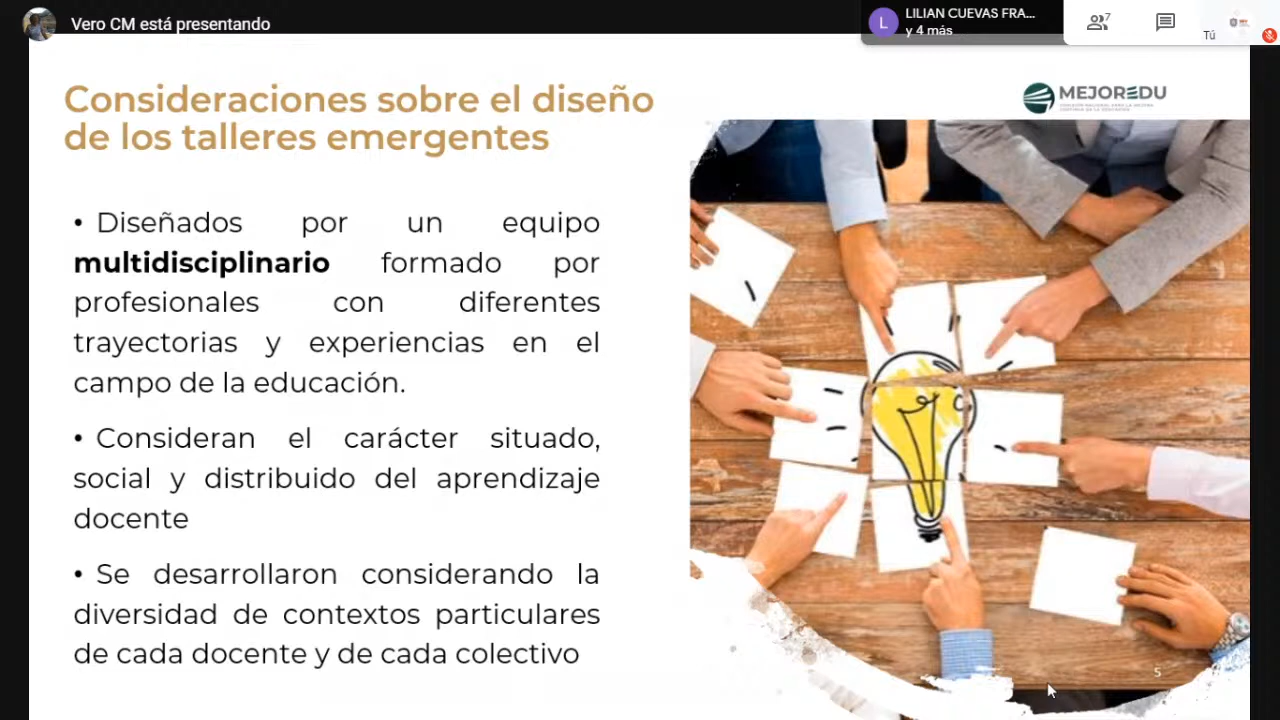 Vero CM está presentando
LILIAN CUEVAS FRA...
y 4 más
7
L
Tú
Consideraciones sobre el diseño
de los talleres emergentes
MEJOREDU
COMISIÓN NACIONAL PARA LA MEJORA
CONTINUA DE LA EDUCACIÓN
• Diseñados por un equipo
multidisciplinario formado por
profesionales con diferentes
trayectorias y experiencias en el
campo de la educación.
• Consideran el carácter situado,
social y distribuido del aprendizaje
docente
• Se desarrollaron considerando la
diversidad de contextos particulares
de cada docente y de cada colectivo
5